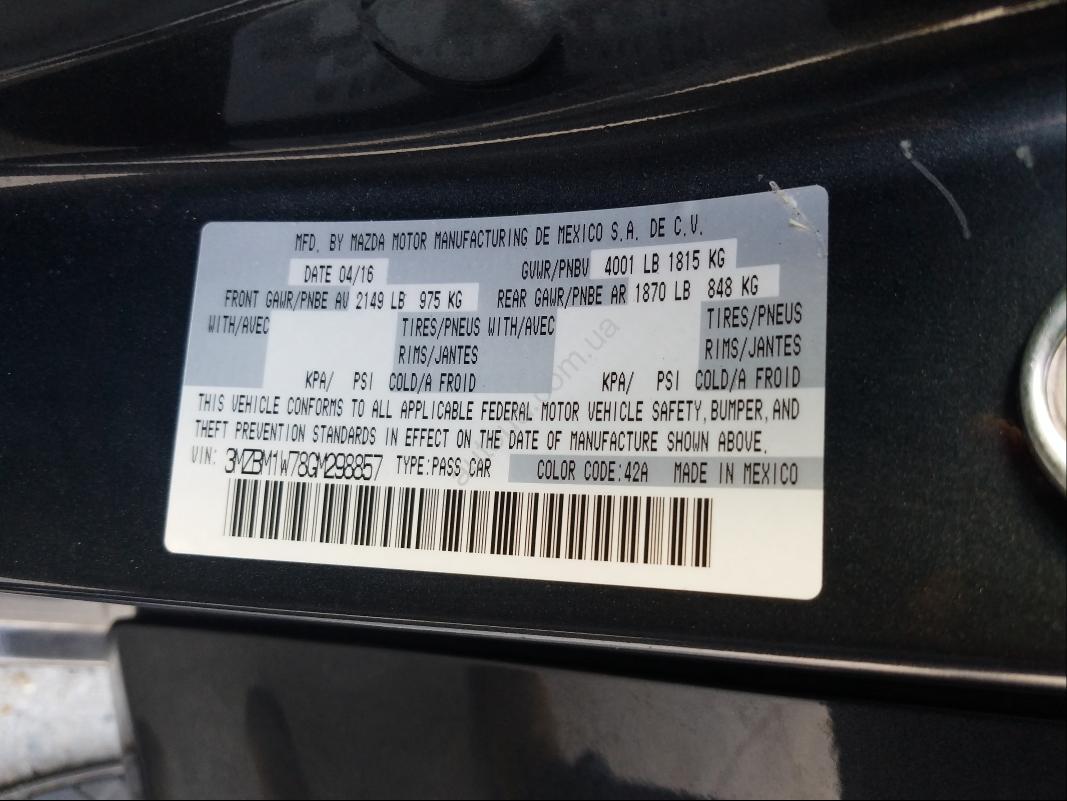 MFD. BY MAZDA MOTOR MANUFACTURING DE MEXICO S.A. DE C.V.
DATE 04/16 GVWR/PNBV 4001 LB 1815 KG
FRONT GAWR/PNBE AV 2149 LB 975 KG REAR GAWR/PNBE AR 1870 LB 848 KG
WITH/AVEC TIRES/PNEUS WITH/AVEC TIRES/PNEUS
RIMS/JANTES RIMS/JANTES
KPA/ PSI COLD/A FROID KPA/ PSI COLD/A FROID
THIS VEHICLE CONFORMS TO ALL APPLICABLE FEDERAL MOTOR VEHICLE SAFETY, BUMPER, AND
THEFT PREVENTION STANDARDS IN EFFECT ON THE DATE OF MANUFACTURE SHOWN ABOVE.
VIN: 3MZBM1W78GM298857 TYPE:PASS CAR COLOR CODE:42A MADE IN MEXICO